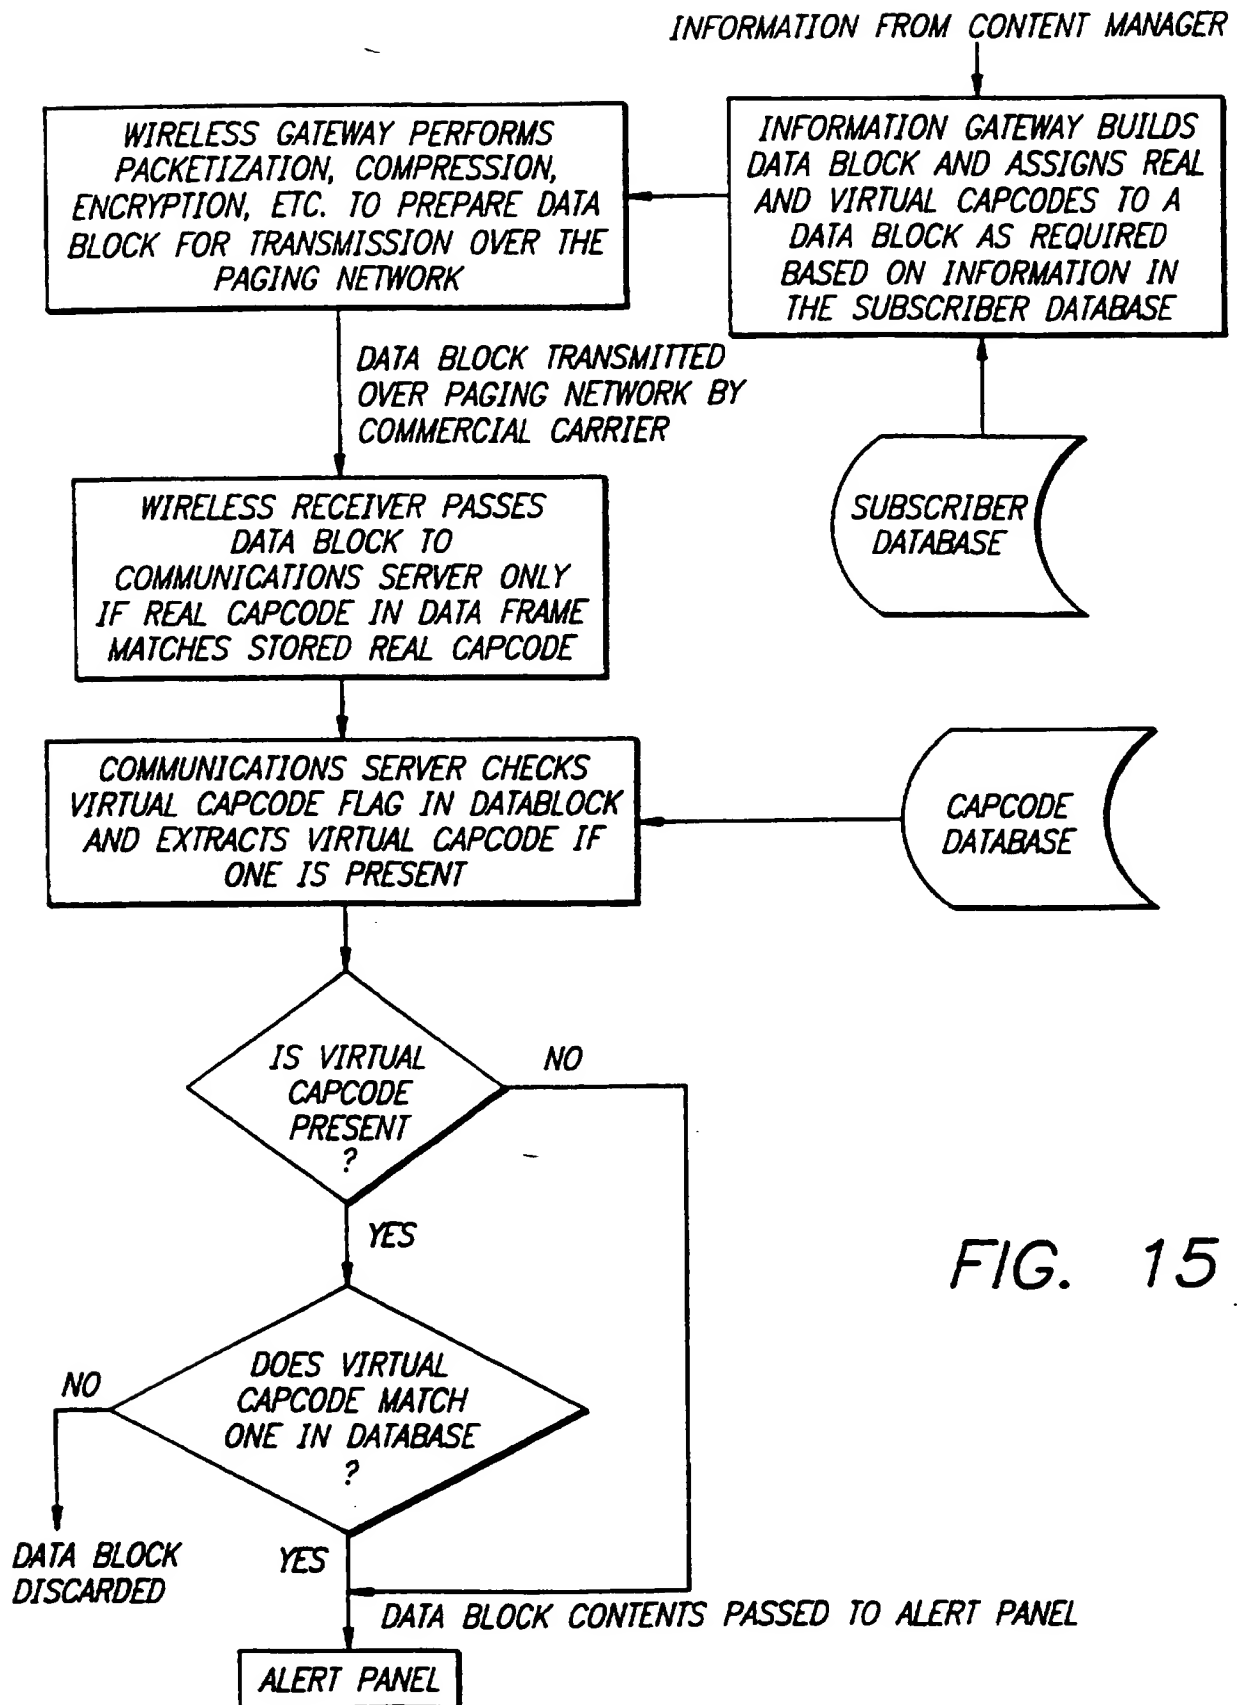 INFORMATION FROM CONTENT MANAGER
INFORMATION GATEWAY BUILDS
DATA BLOCK AND ASSIGNS REAL
AND VIRTUAL CAPCODES TO A
DATA BLOCK AS REQUIRED
BASED ON INFORMATION IN
THE SUBSCRIBER DATABASE
WIRELESS GATEWAY PERFORMS
PACKETIZATION, COMPRESSION,
ENCRYPTION, ETC. TO PREPARE DATA
BLOCK FOR TRANSMISSION OVER THE
PAGING NETWORK
DATA BLOCK TRANSMITTED
OVER PAGING NETWORK BY
COMMERCIAL CARRIER
SUBSCRIBER
DATABASE
WIRELESS RECEIVER PASSES
DATA BLOCK TO
COMMUNICATIONS SERVER ONLY
IF REAL CAPCODE IN DATA FRAME
MATCHES STORED REAL CAPCODE
COMMUNICATIONS SERVER CHECKS
VIRTUAL CAPCODE FLAG IN DATABLOCK
AND EXTRACTS VIRTUAL CAPCODE IF
ONE IS PRESENT
CAPCODE
DATABASE
IS VIRTUAL
CAPCODE
PRESENT
?
NO
YES
FIG. 15
DOES VIRTUAL
CAPCODE MATCH
ONE IN DATABASE
?
NO
DATA BLOCK
DISCARDED
YES
DATA BLOCK CONTENTS PASSED TO ALERT PANEL
ALERT PANEL